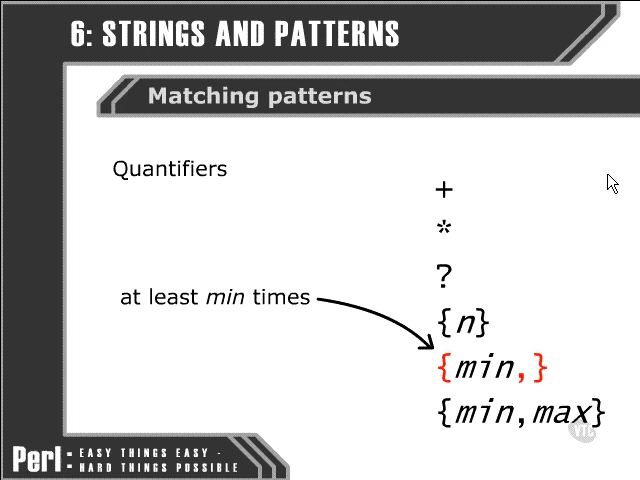 6: STRINGS AND PATTERNS
Matching patterns
Quantifiers
+
*
?
at least min times
{n}
{min,}
{min,max}
VTC
Perl: EASY THINGS EASY -
HARD THINGS POSSIBLE